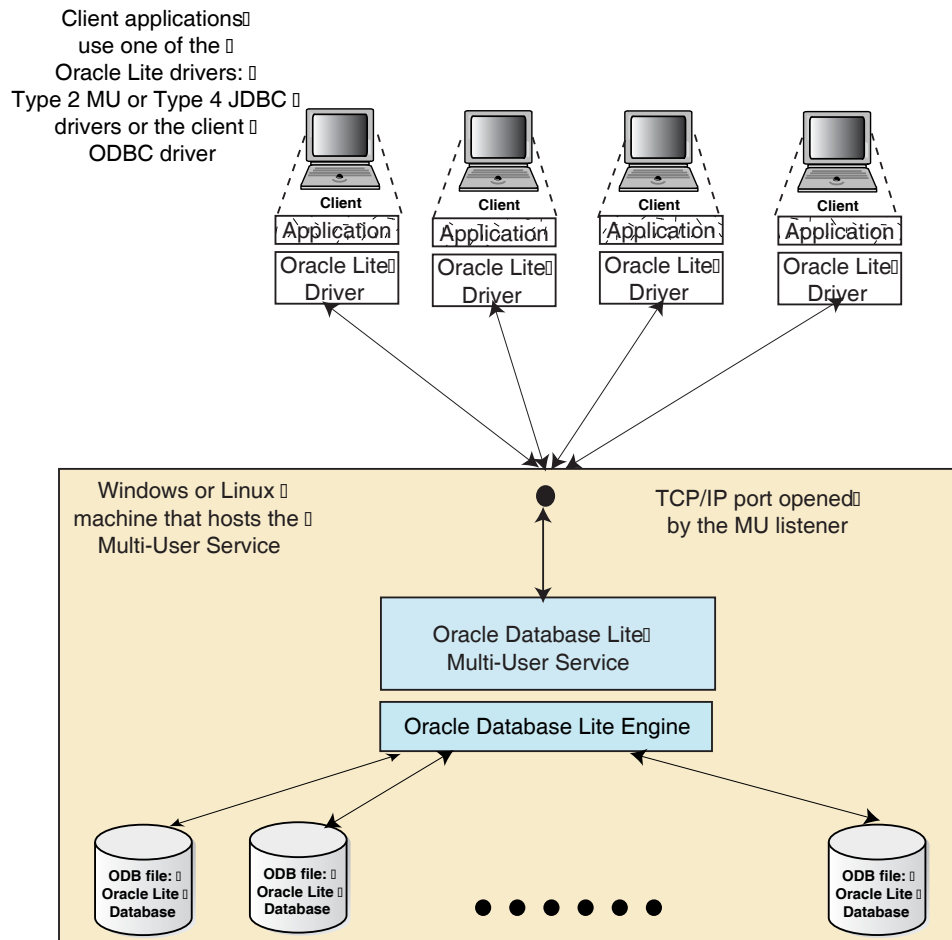 Client applications
use one of the
Oracle Lite drivers:
Type 2 MU or Type 4 JDBC
drivers or the client
ODBC driver
Client
Client
Client
Client
Application
Application
Application
Application
Oracle Lite
Driver
Oracle Lite
Driver
Oracle Lite
Driver
Oracle Lite
Driver
Windows or Linux
machine that hosts the
Multi-User Service
TCP/IP port opened
by the MU listener
Oracle Database Lite
Multi-User Service
Oracle Database Lite Engine
ODB file:
Oracle Lite
Database
ODB file:
Oracle Lite
Database
ODB file:
Oracle Lite
Database